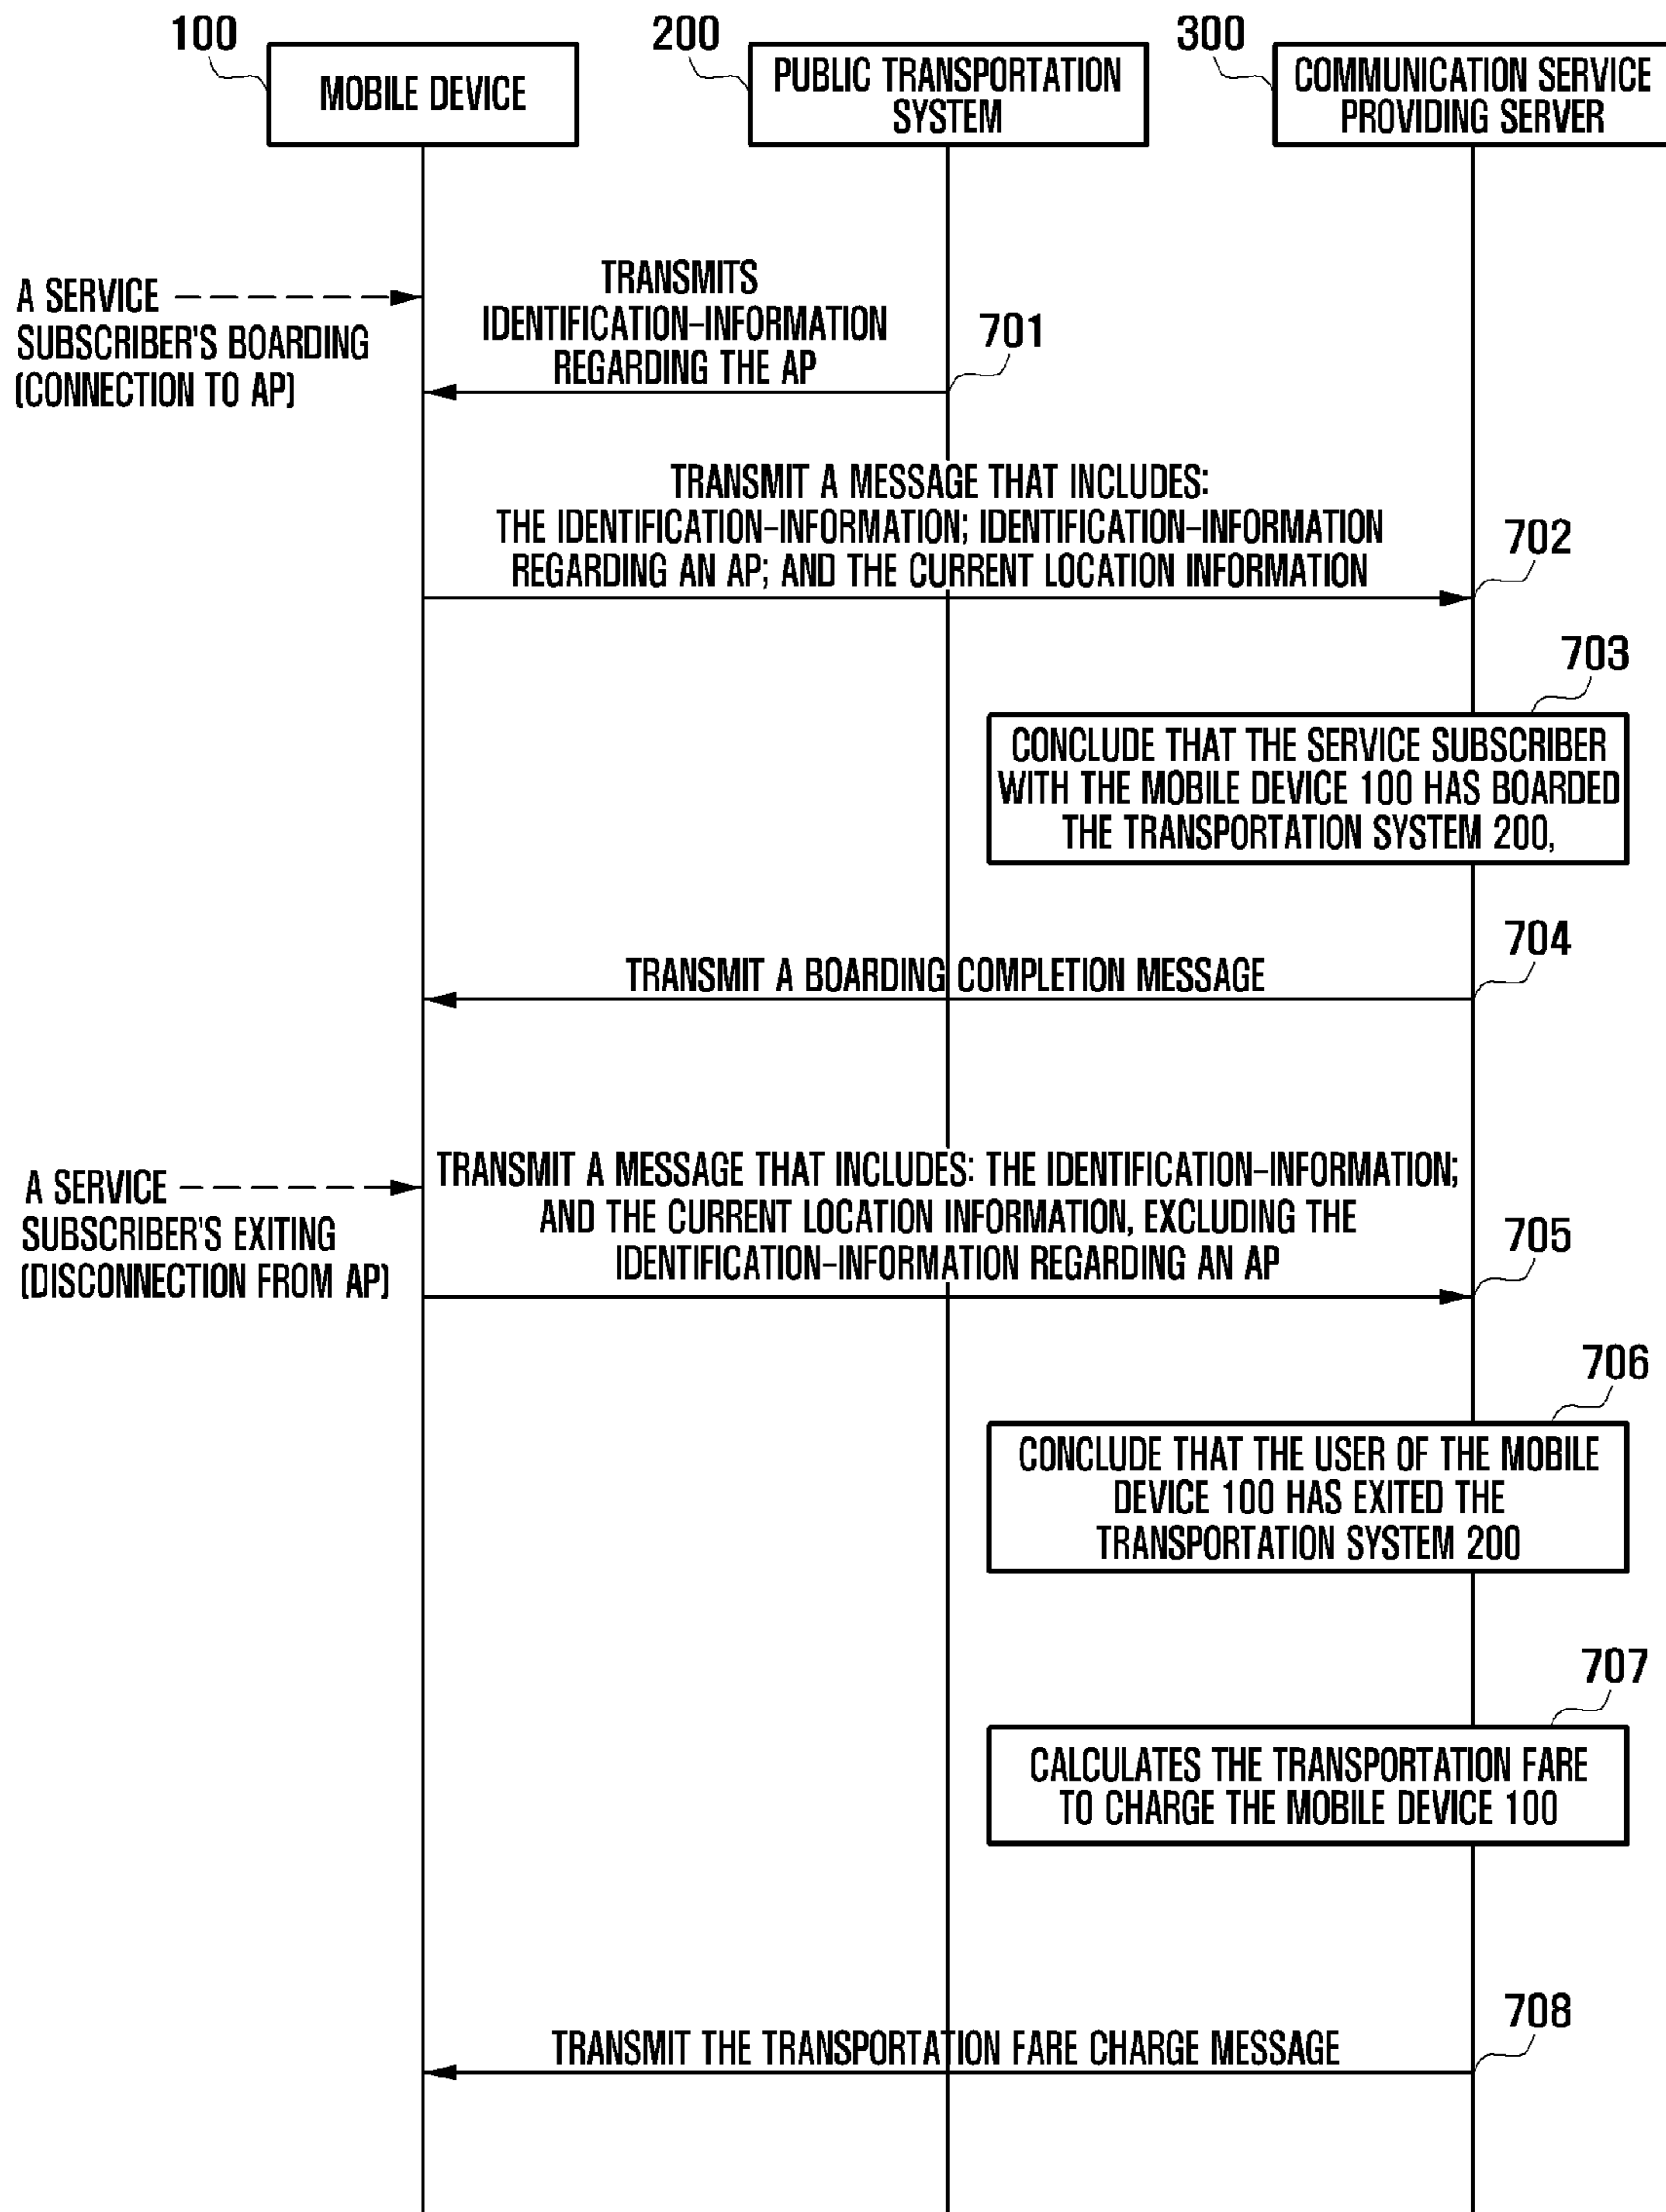 100
MOBILE DEVICE
200
PUBLIC TRANSPORTATION
SYSTEM
300
COMMUNICATION SERVICE
PROVIDING SERVER
A SERVICE
SUBSCRIBER'S BOARDING
(CONNECTION TO AP)
TRANSMITS
IDENTIFICATION-INFORMATION
REGARDING THE AP
701
TRANSMIT A MESSAGE THAT INCLUDES:
THE IDENTIFICATION-INFORMATION; IDENTIFICATION-INFORMATION
REGARDING AN AP; AND THE CURRENT LOCATION INFORMATION
702
703
CONCLUDE THAT THE SERVICE SUBSCRIBER
WITH THE MOBILE DEVICE 100 HAS BOARDED
THE TRANSPORTATION SYSTEM 200,
704
TRANSMIT A BOARDING COMPLETION MESSAGE
A SERVICE
SUBSCRIBER'S EXITING
(DISCONNECTION FROM AP)
TRANSMIT A MESSAGE THAT INCLUDES: THE IDENTIFICATION-INFORMATION;
AND THE CURRENT LOCATION INFORMATION, EXCLUDING THE
IDENTIFICATION-INFORMATION REGARDING AN AP
705
706
CONCLUDE THAT THE USER OF THE MOBILE
DEVICE 100 HAS EXITED THE
TRANSPORTATION SYSTEM 200
707
CALCULATES THE TRANSPORTATION FARE
TO CHARGE THE MOBILE DEVICE 100
708
TRANSMIT THE TRANSPORTATION FARE CHARGE MESSAGE